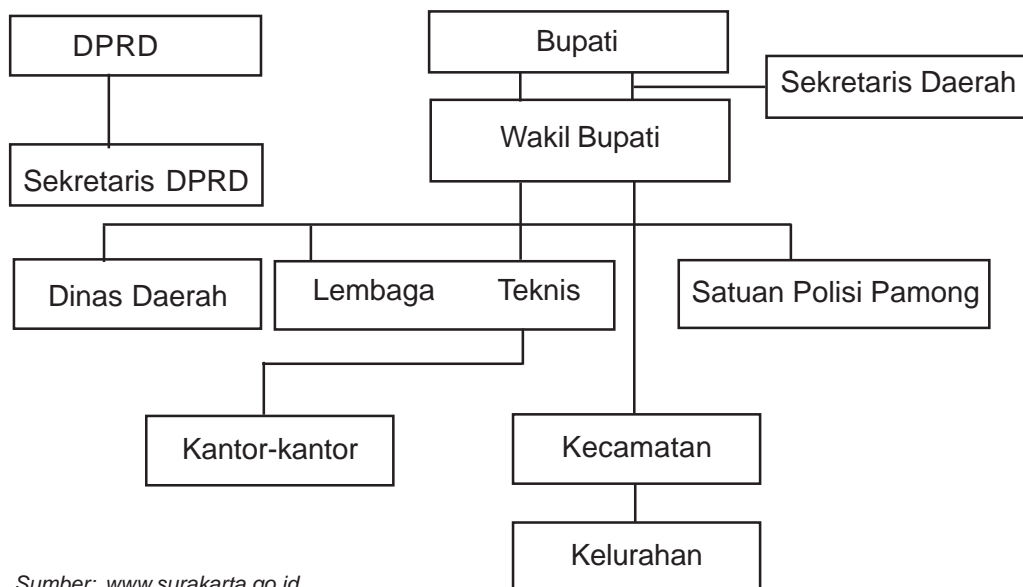 DPRD
Bupati
Sekretaris Daerah
Wakil Bupati
Sekretaris DPRD
Dinas Daerah
Lembaga Teknis
Satuan Polisi Pamong
Kantor-kantor
Kecamatan
Kelurahan
Sumber: www.surakarta.go.id